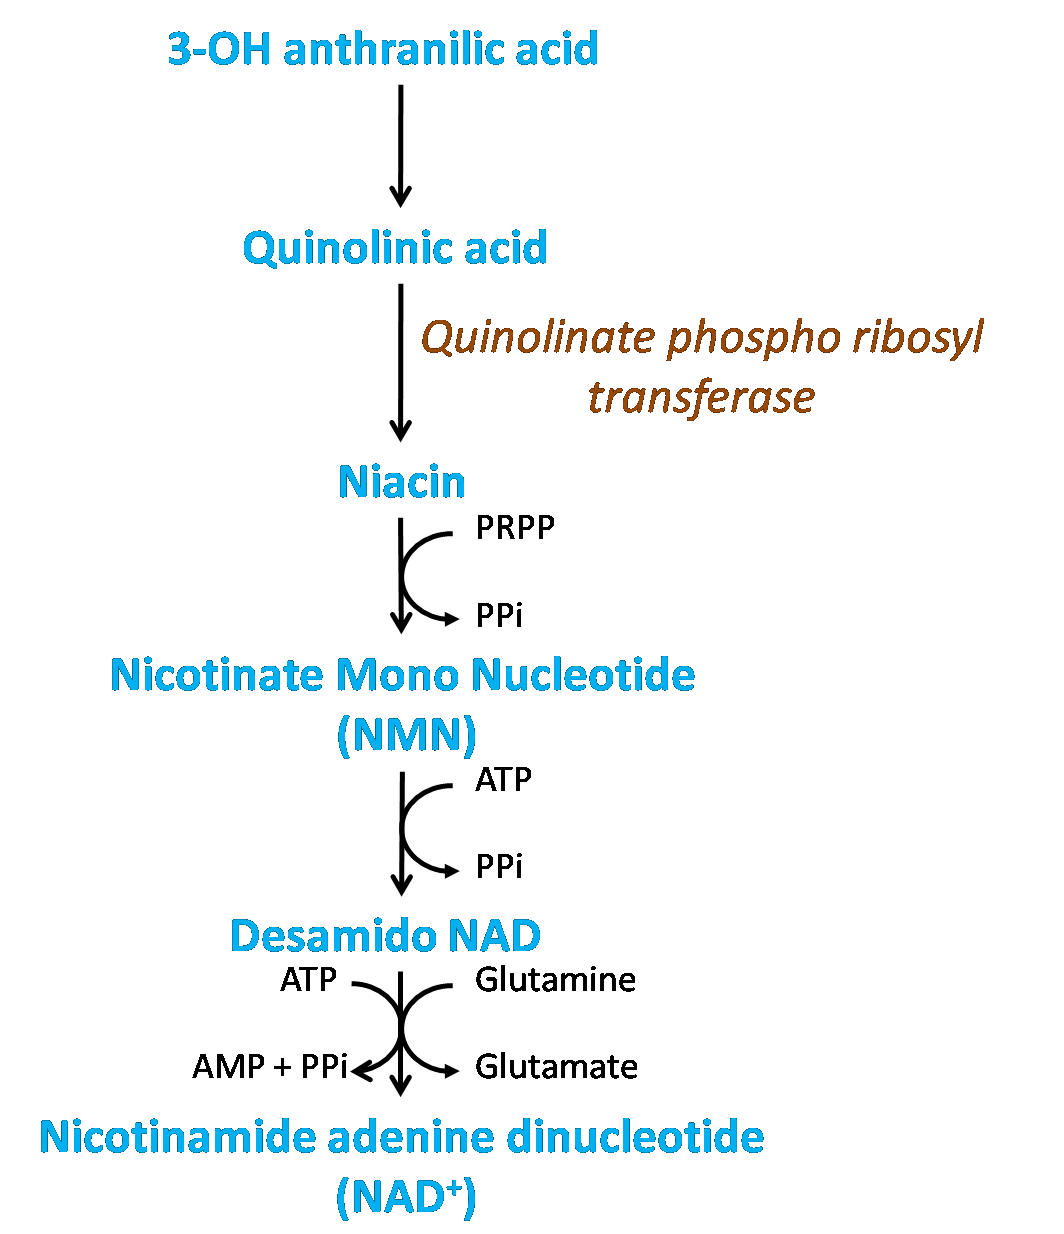 3-OH anthranilic acid
Quinolinic acid
Quinolinate phospho ribosyl
transferase
Niacin
PRPP
PPi
Nicotinate Mono Nucleotide
(NMN)
ATP
PPi
Desamido NAD
ATP
Glutamine
AMP + PPi
Glutamate
Nicotinamide adenine dinucleotide
(NAD⁺)